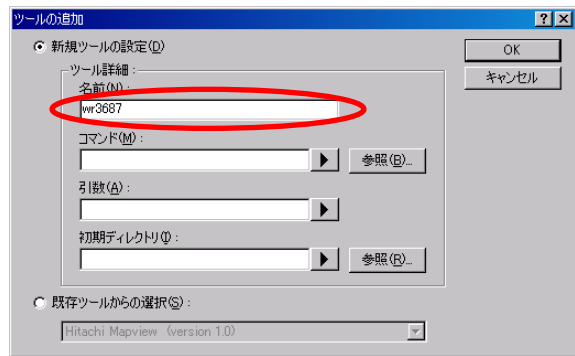 ツールの追加
新規ツールの設定(D)
OK
ツール詳細:
キャンセル
名前(N):
wr3687
コマンド(M):
参照(B)...
引数(A):
初期ディレクトリ(I):
参照(R)...
既存ツールからの選択(S):
Hitachi Mapview (version 1.0)